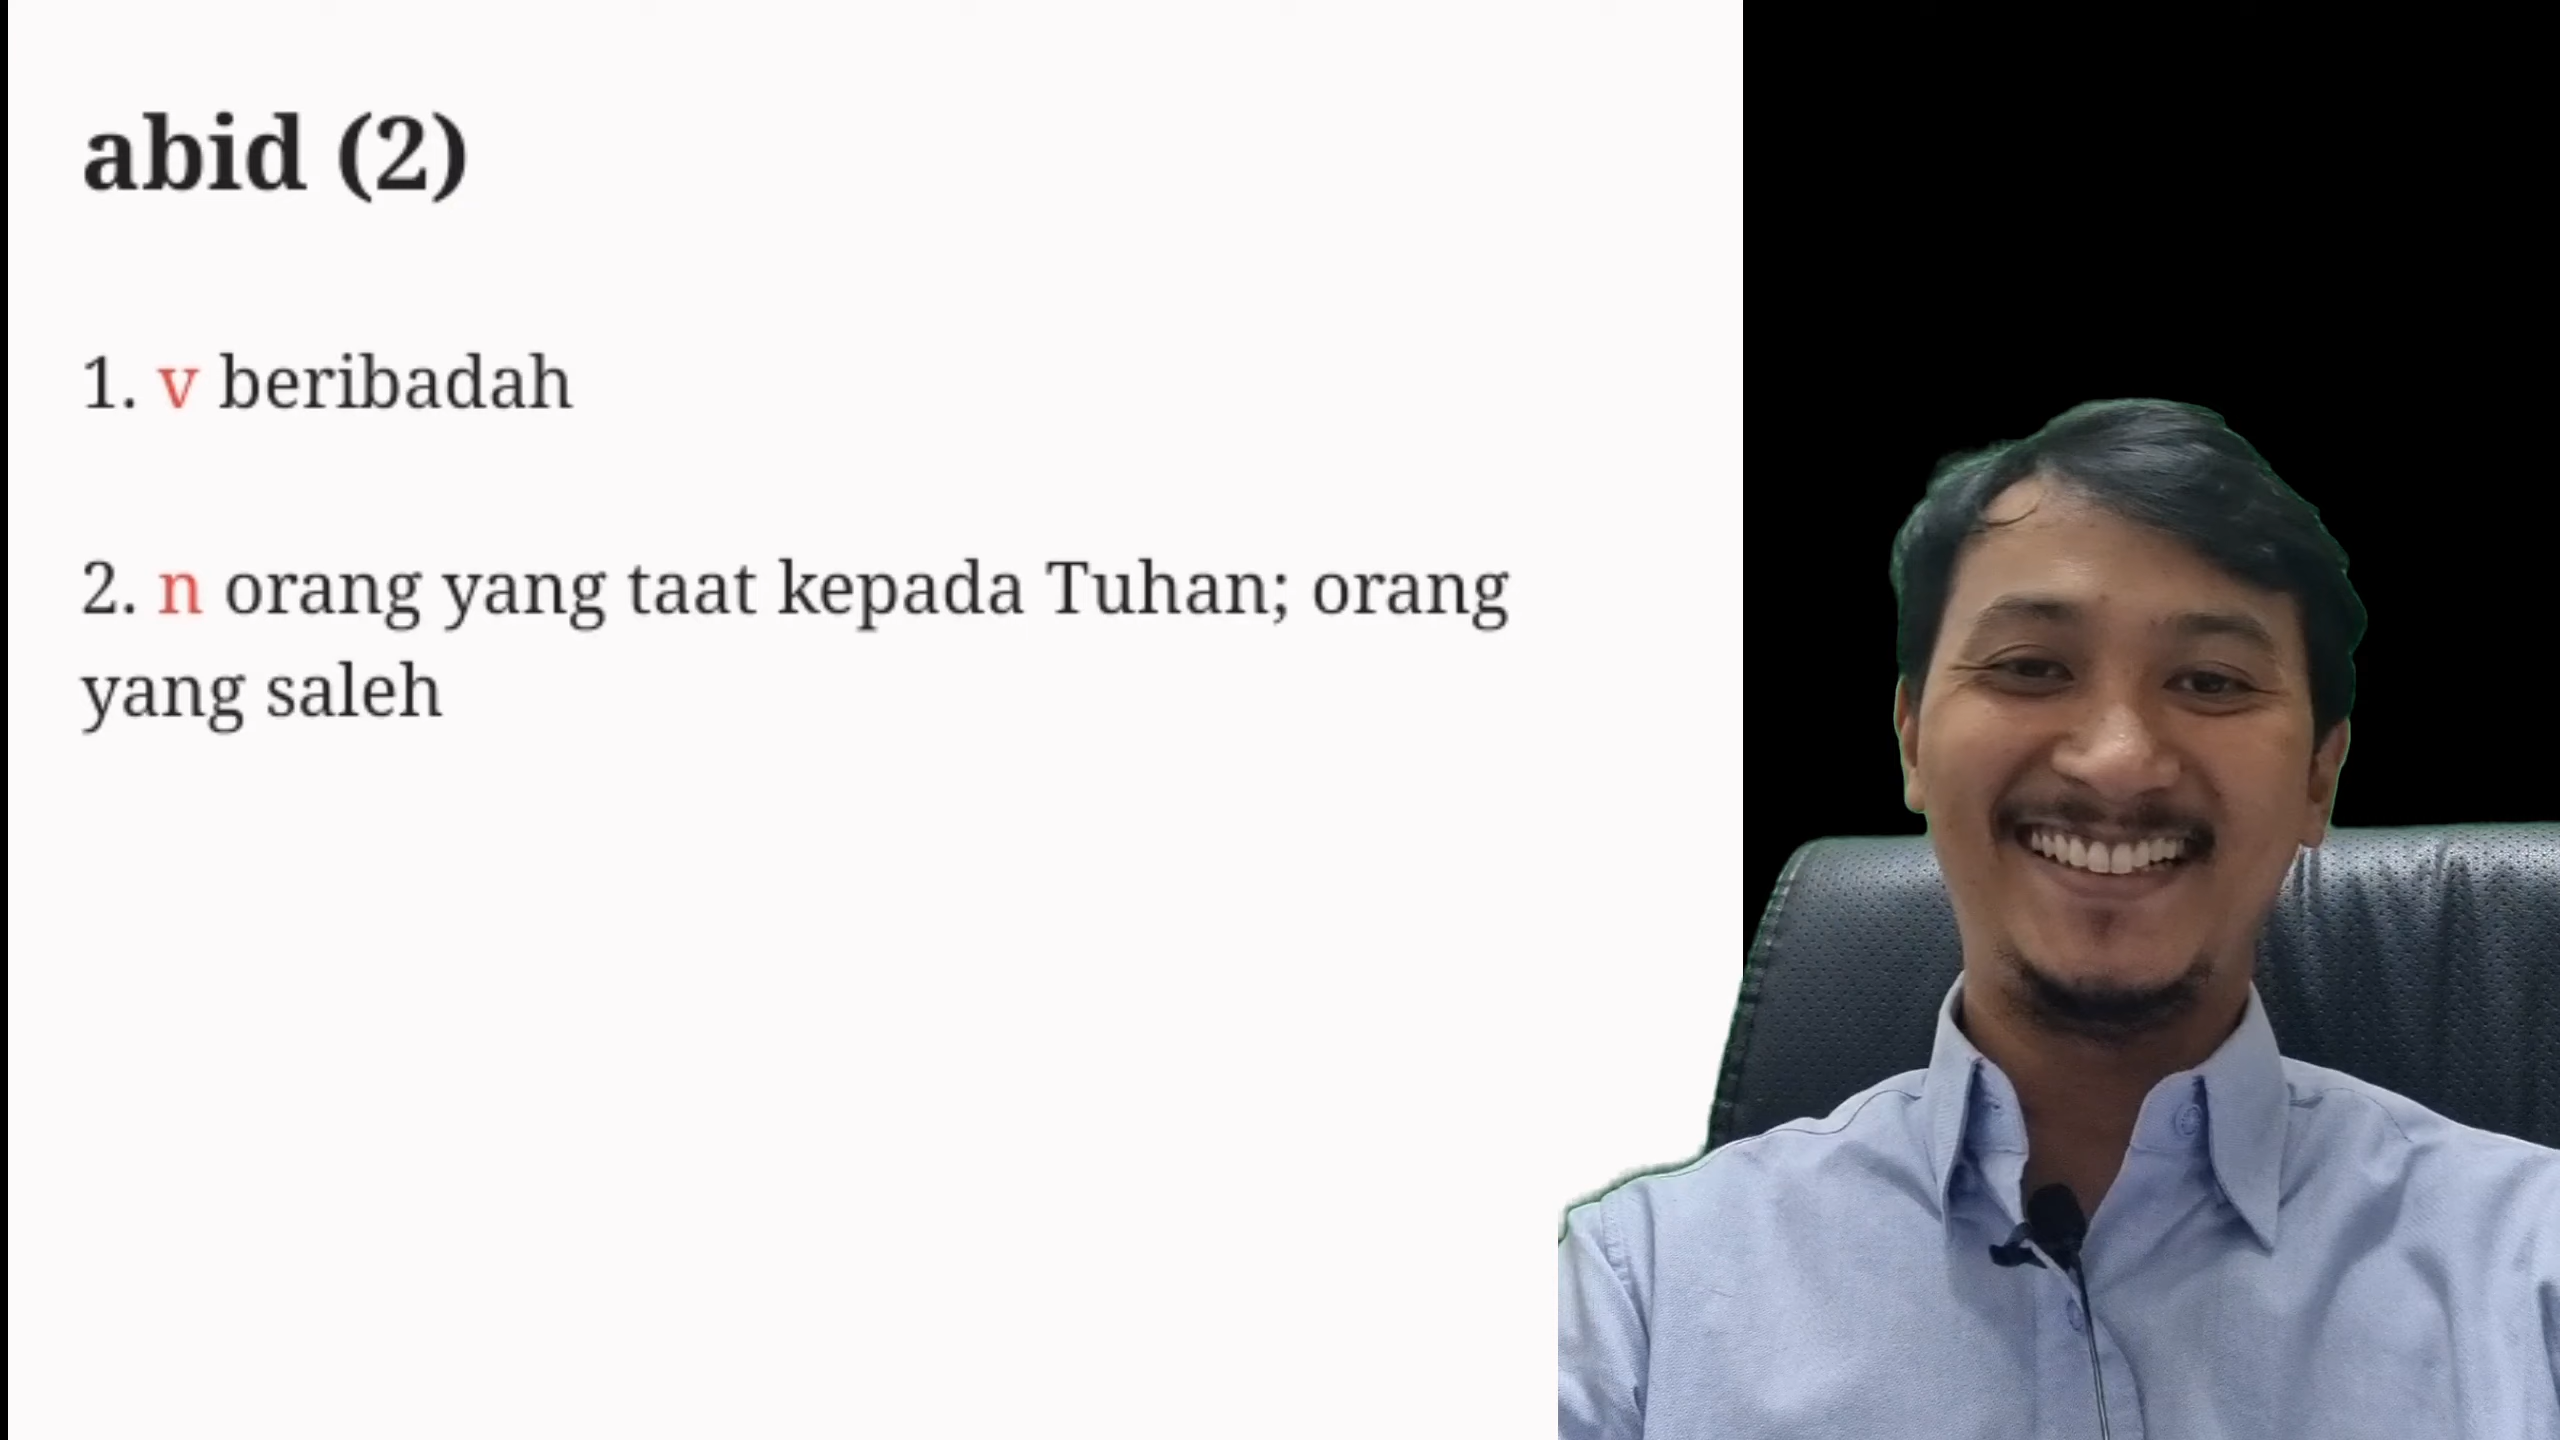 abid (2)
1. v beribadah
2. n orang yang taat kepada Tuhan; orang
yang saleh